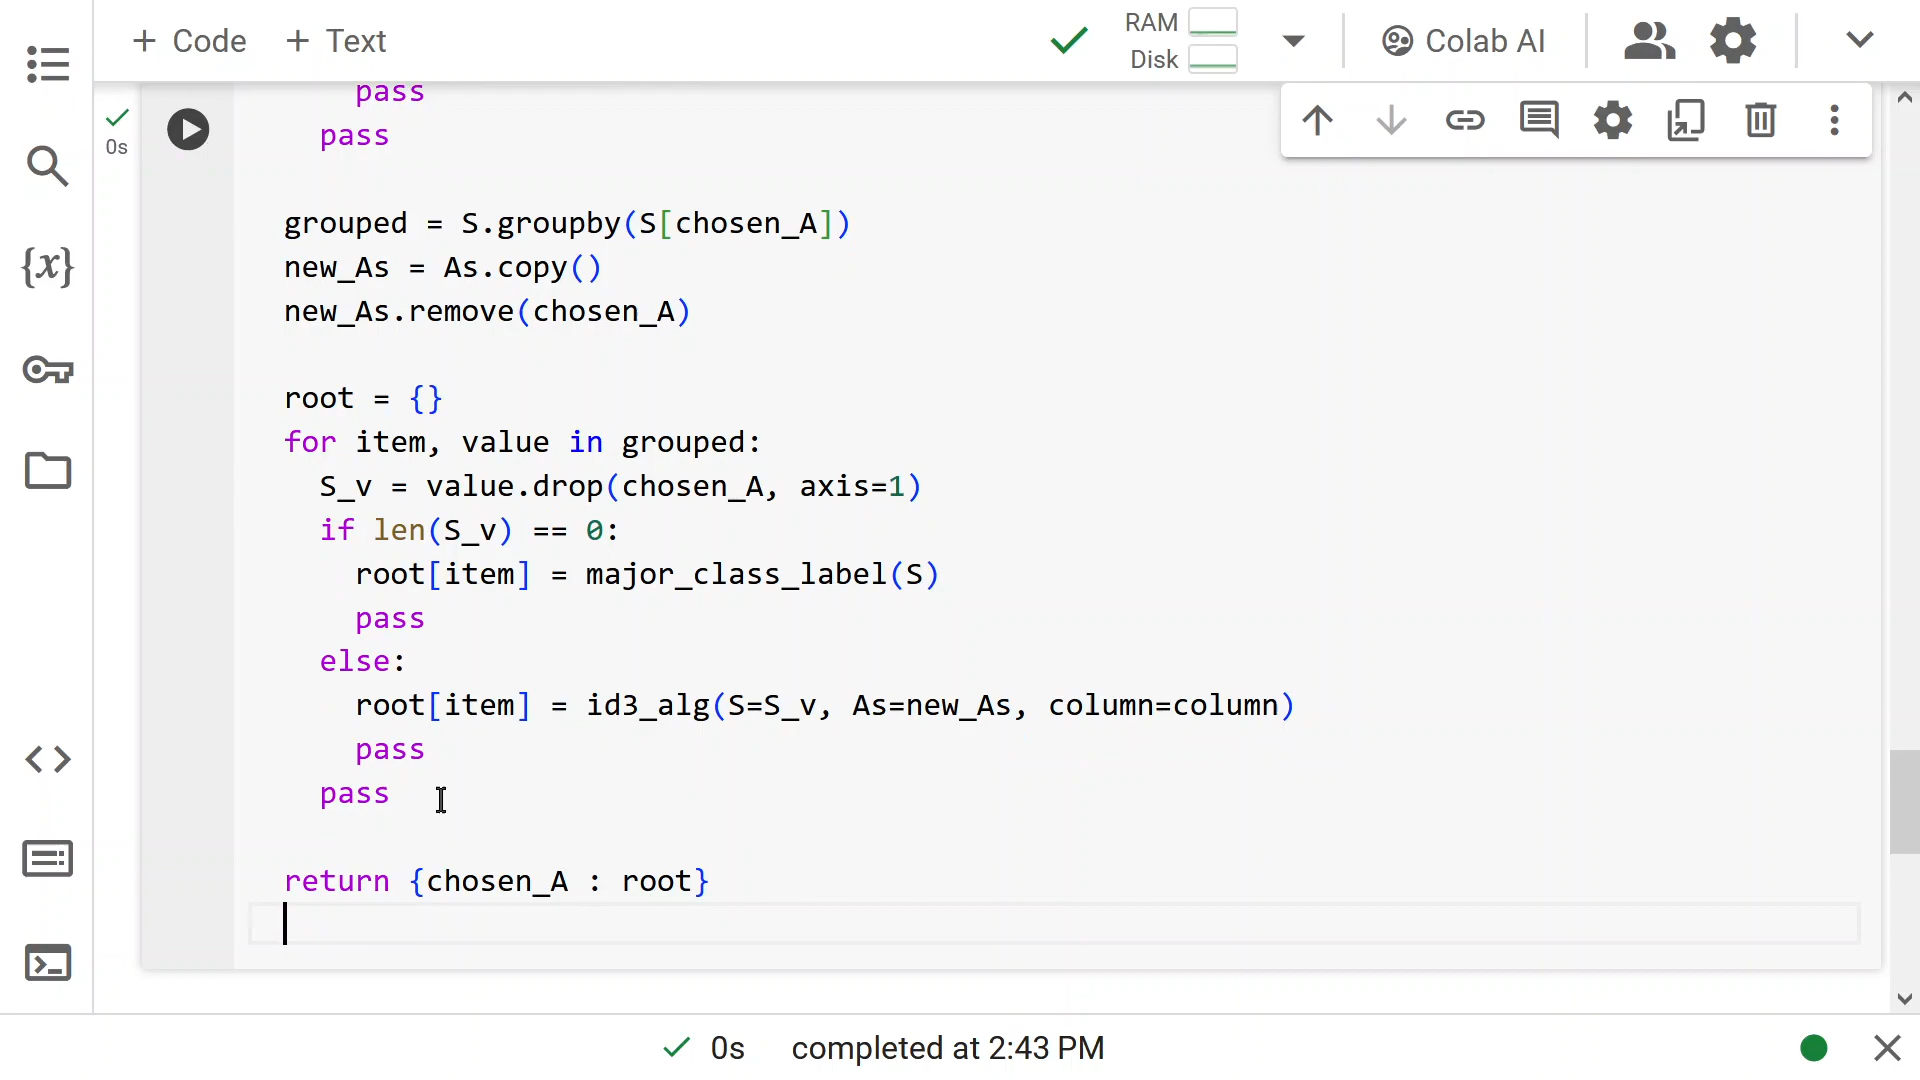 + Code + Text
RAM
Disk
Colab AI
{x}
0s
pass
pass
grouped = S.groupby(S[chosen_A])
new_As = As.copy()
new_As.remove(chosen_A)
root = {}
for item, value in grouped:
S_v = value.drop(chosen_A, axis=1)
if len(S_v) == 0:
root[item] = major_class_label(S)
pass
else:
root[item] = id3_alg(S=S_v, As=new_As, column=column)
pass
pass
return {chosen_A : root}
0s completed at 2:43 PM